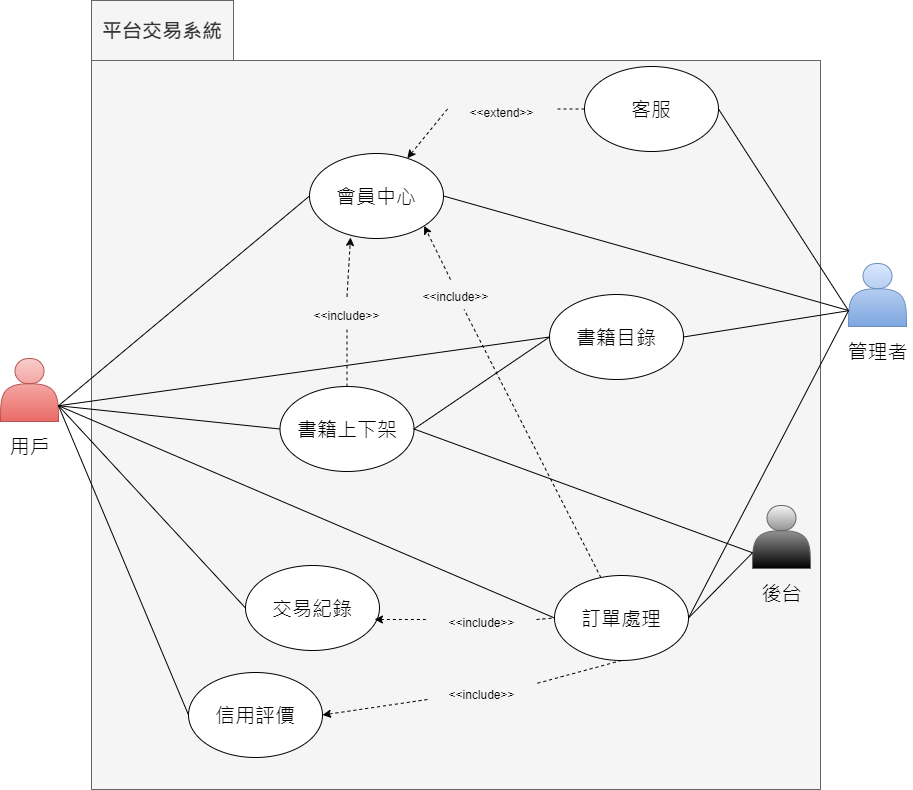 平台交易系統
客服
<<extend>>
會員中心
<<include>>
<<include>>
書籍目錄
管理者
書籍上下架
用戶
後台
交易紀錄
<<include>>
訂單處理
<<include>>
信用評價